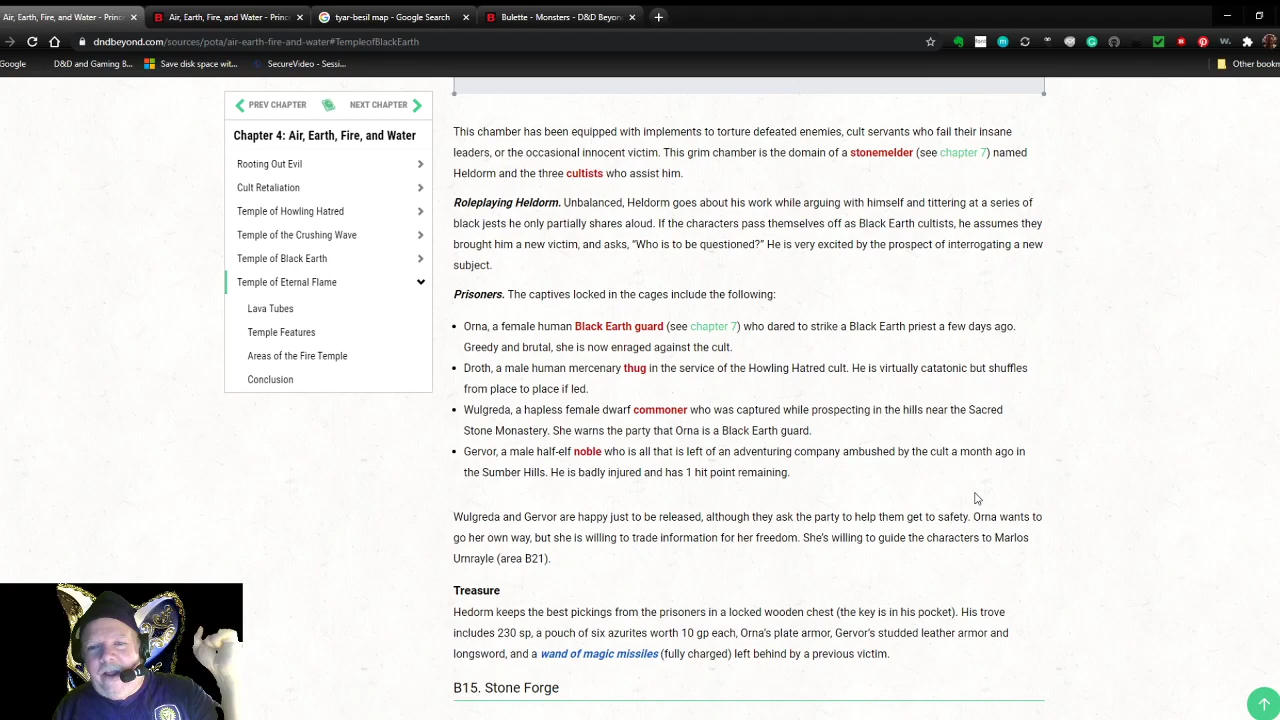 Air, Earth, Fire, and Water - Princ
Air, Earth, Fire, and Water - Princ
tyar-besil map - Google Search
Bulette - Monsters - D&D Beyond
dndbeyond.com/sources/pota/air-earth-fire-and-water#TempleofBlackEarth
Google
D&D and Gaming B...
Save disk space wit...
SecureVideo - Sessi...
Other bookm
PREV CHAPTER
NEXT CHAPTER
Chapter 4: Air, Earth, Fire, and Water
Rooting Out Evil
Cult Retaliation
Temple of Howling Hatred
Temple of the Crushing Wave
Temple of Black Earth
Temple of Eternal Flame
Lava Tubes
Temple Features
Areas of the Fire Temple
Conclusion
This chamber has been equipped with implements to torture defeated enemies, cult servants who fail their insane
leaders, or the occasional innocent victim. This grim chamber is the domain of a stonemelder (see chapter 7) named
Heldorm and the three cultists who assist him.
Roleplaying Heldorm. Unbalanced, Heldorm goes about his work while arguing with himself and tittering at a series of
black jests he only partially shares aloud. If the characters pass themselves off as Black Earth cultists, he assumes they
brought him a new victim, and asks, “Who is to be questioned?” He is very excited by the prospect of interrogating a new
subject.
Prisoners. The captives locked in the cages include the following:
• Orna, a female human Black Earth guard (see chapter 7) who dared to strike a Black Earth priest a few days ago.
Greedy and brutal, she is now enraged against the cult.
• Droth, a male human mercenary thug in the service of the Howling Hatred cult. He is virtually catatonic but shuffles
from place to place if led.
• Wulgreda, a hapless female dwarf commoner who was captured while prospecting in the hills near the Sacred
Stone Monastery. She warns the party that Orna is a Black Earth guard.
• Gervor, a male half-elf noble who is all that is left of an adventuring company ambushed by the cult a month ago in
the Sumber Hills. He is badly injured and has 1 hit point remaining.
Wulgreda and Gervor are happy just to be released, although they ask the party to help them get to safety. Orna wants to
go her own way, but she is willing to trade information for her freedom. She’s willing to guide the characters to Marlos
Urnrayle (area B21).
Treasure
Hedorm keeps the best pickings from the prisoners in a locked wooden chest (the key is in his pocket). His trove
includes 230 sp, a pouch of six azurites worth 10 gp each, Orna’s plate armor, Gervor’s studded leather armor and
longsword, and a wand of magic missiles (fully charged) left behind by a previous victim.
B15. Stone Forge